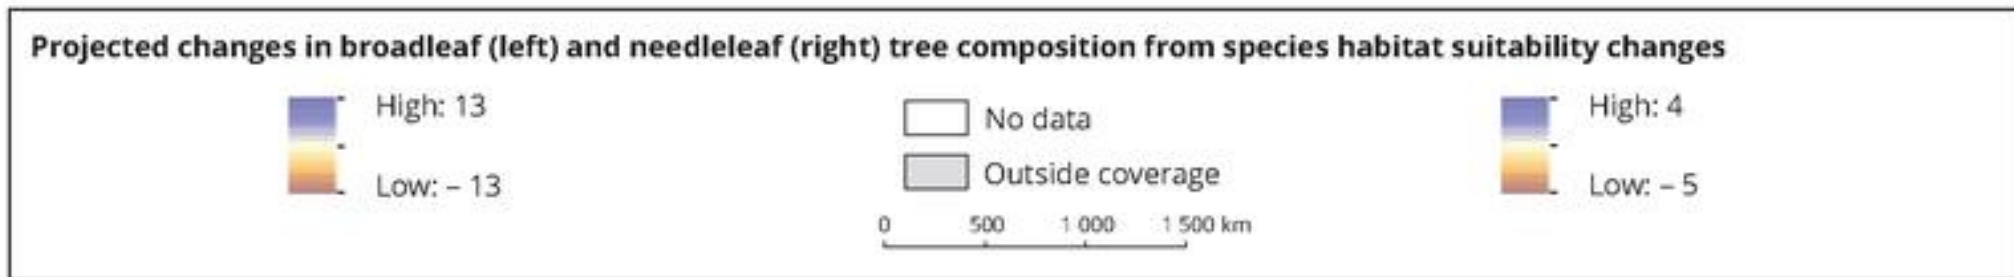 Projected changes in broadleaf (left) and needleleaf (right) tree composition from species habitat suitability changes
High: 13
Low: – 13
No data
Outside coverage
0 500 1 000 1 500 km
High: 4
Low: – 5